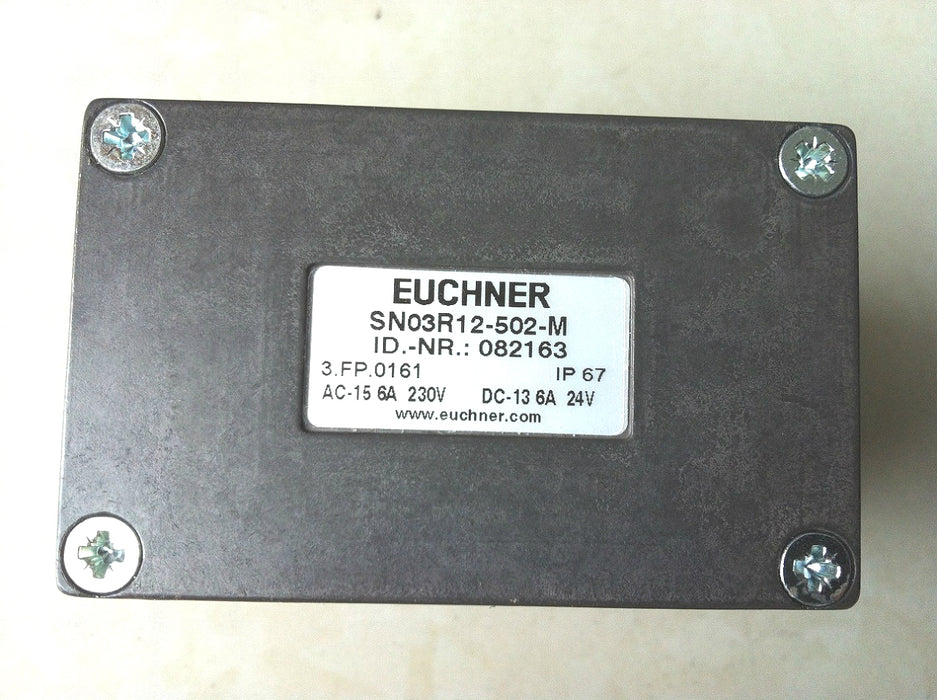 EUCHNER
SN03R12-502-M
ID.-NR.: 082163
3.FP.0161 IP 67
AC-15 6A 230V DC-13 6A 24V
www.euchner.com